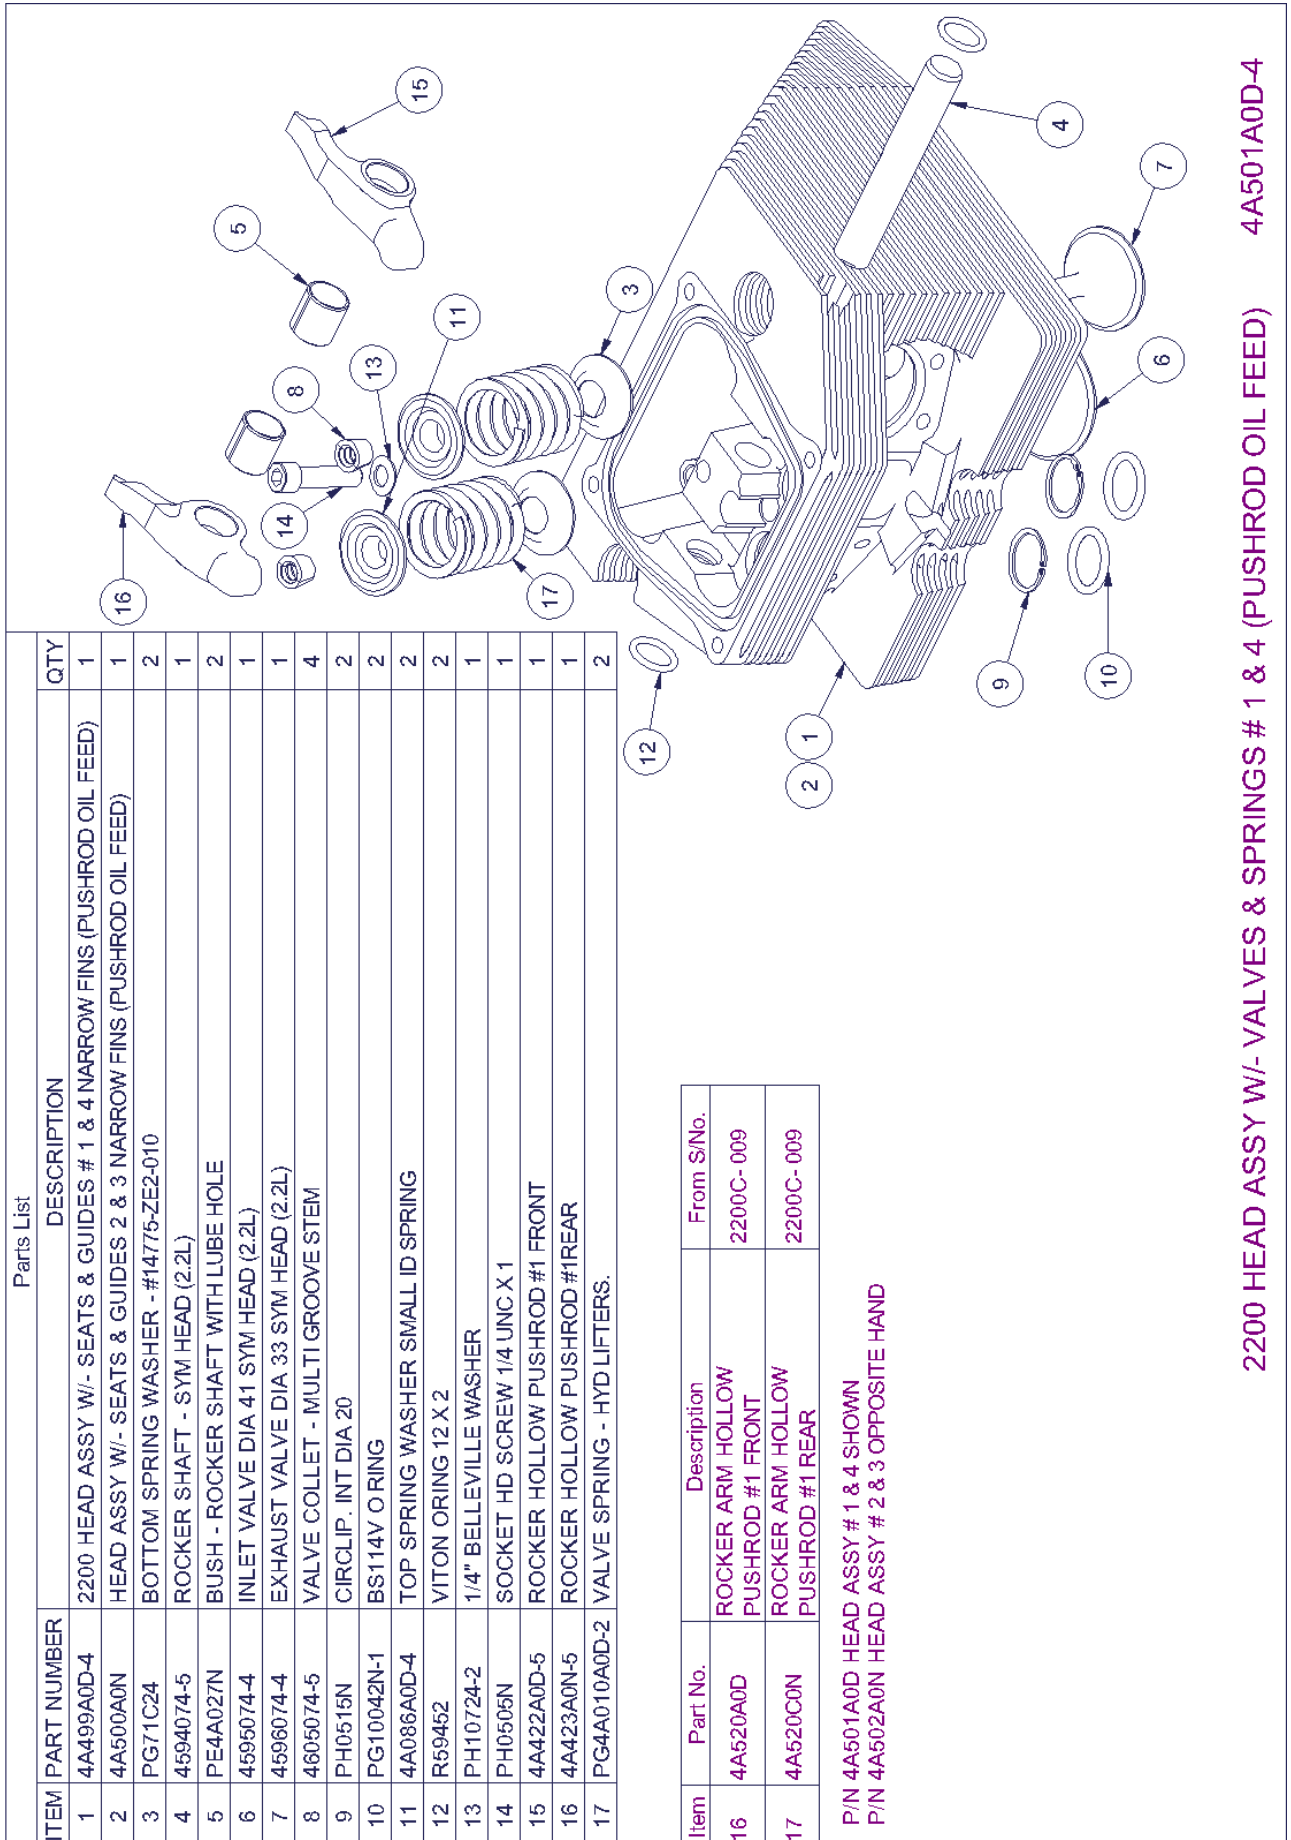 Parts List
ITEM PART NUMBER DESCRIPTION QTY
1 4A499A0D-4 2200 HEAD ASSY W/- SEATS & GUIDES # 1 & 4 NARROW FINS (PUSHROD OIL FEED) 1
2 4A500A0N HEAD ASSY W/- SEATS & GUIDES 2 & 3 NARROW FINS (PUSHROD OIL FEED) 1
3 PG71C24 BOTTOM SPRING WASHER - #14775-ZE2-010 2
4 4594074-5 ROCKER SHAFT - SYM HEAD (2.2L) 1
5 PE4A027N BUSH - ROCKER SHAFT WITH LUBE HOLE 2
6 4595074-4 INLET VALVE DIA 41 SYM HEAD (2.2L) 1
7 4596074-4 EXHAUST VALVE DIA 33 SYM HEAD (2.2L) 1
8 4605074-5 VALVE COLLET - MULTI GROOVE STEM 4
9 PH0515N CIRCLIP. INT DIA 20 2
10 PG10042N-1 BS114V O RING 2
11 4A086A0D-4 TOP SPRING WASHER SMALL ID SPRING 2
12 R59452 VITON ORING 12 X 2 2
13 PH10724-2 1/4" BELLEVILLE WASHER 1
14 PH0505N SOCKET HD SCREW 1/4 UNC X 1 1
15 4A422A0D-5 ROCKER HOLLOW PUSHROD #1 FRONT 1
16 4A423A0N-5 ROCKER HOLLOW PUSHROD #1REAR 1
17 PG4A010A0D-2 VALVE SPRING - HYD LIFTERS. 2
16
14
8
5
15
13
11
17
3
4
7
6
12
2
1
9
10
Item Part No. Description From S/No.
16 4A520A0D ROCKER ARM HOLLOW 2200C- 009
PUSHROD #1 FRONT
17 4A520C0N ROCKER ARM HOLLOW 2200C- 009
PUSHROD #1 REAR
P/N 4A501A0D HEAD ASSY # 1 & 4 SHOWN
P/N 4A502A0N HEAD ASSY # 2 & 3 OPPOSITE HAND
2200 HEAD ASSY W/- VALVES & SPRINGS # 1 & 4 (PUSHROD OIL FEED) 4A501A0D-4